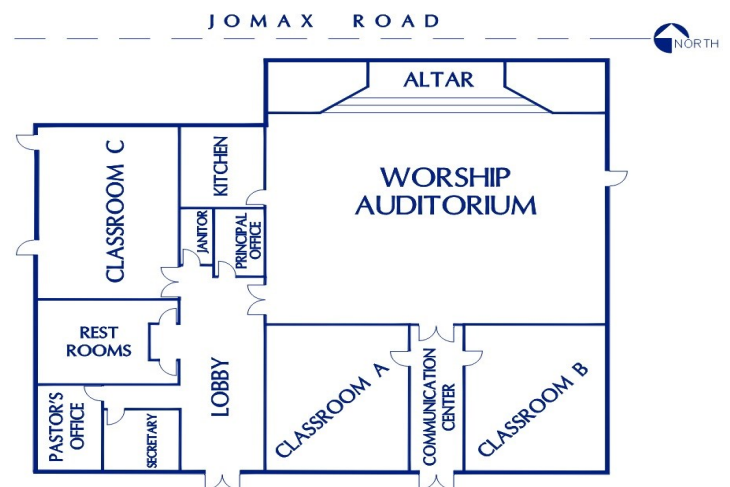 JOMAX ROAD
NORTH
ALTAR
WORSHIP
AUDITORIUM
CLASSROOM C
KITCHEN
JANITOR
PRINCIPAL
OFFICE
REST
ROOMS
LOBBY
PASTOR'S
OFFICE
SECRETARY
CLASSROOM A
COMMUNICATION
CENTER
CLASSROOM B